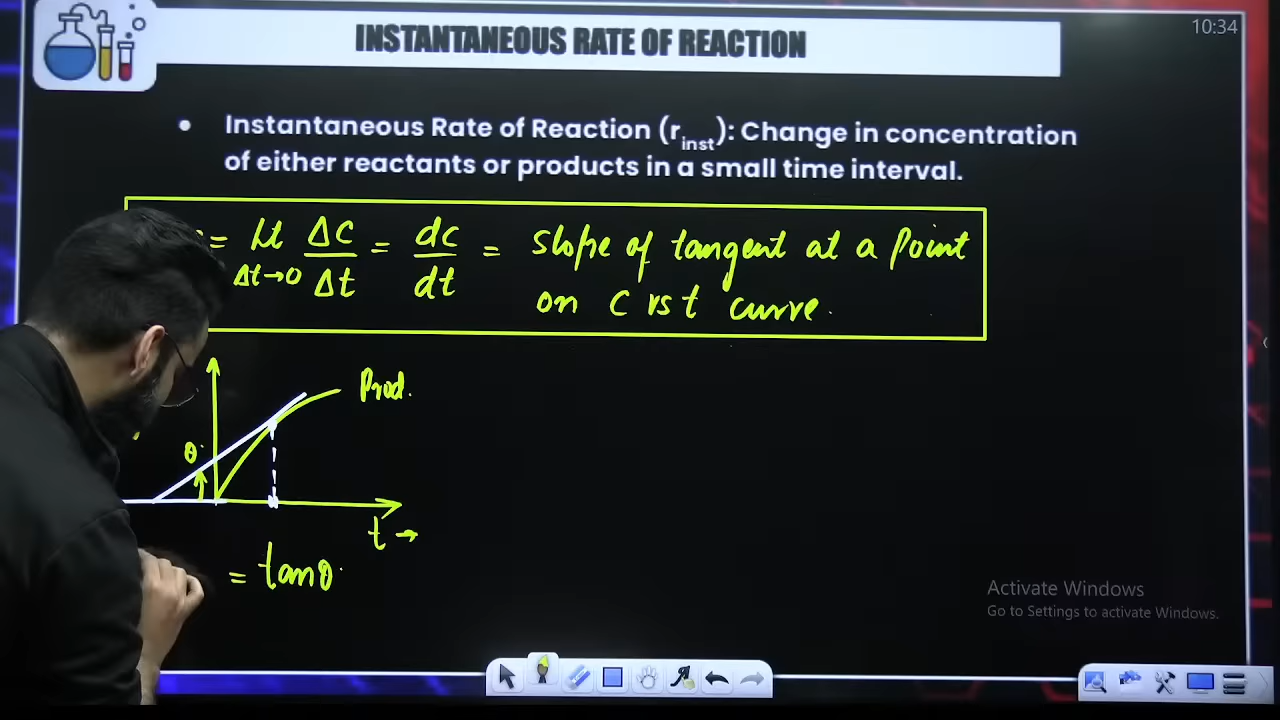 10:34
INSTANTANEOUS RATE OF REACTION
• Instantaneous Rate of Reaction (r_inst): Change in concentration
of either reactants or products in a small time interval.
= Lt ΔC = dc = slope of tangent at a point
Δt→0 Δt dt on C vs t curve.
Prod.
θ
t →
= tanθ
Activate Windows
Go to Settings to activate Windows.